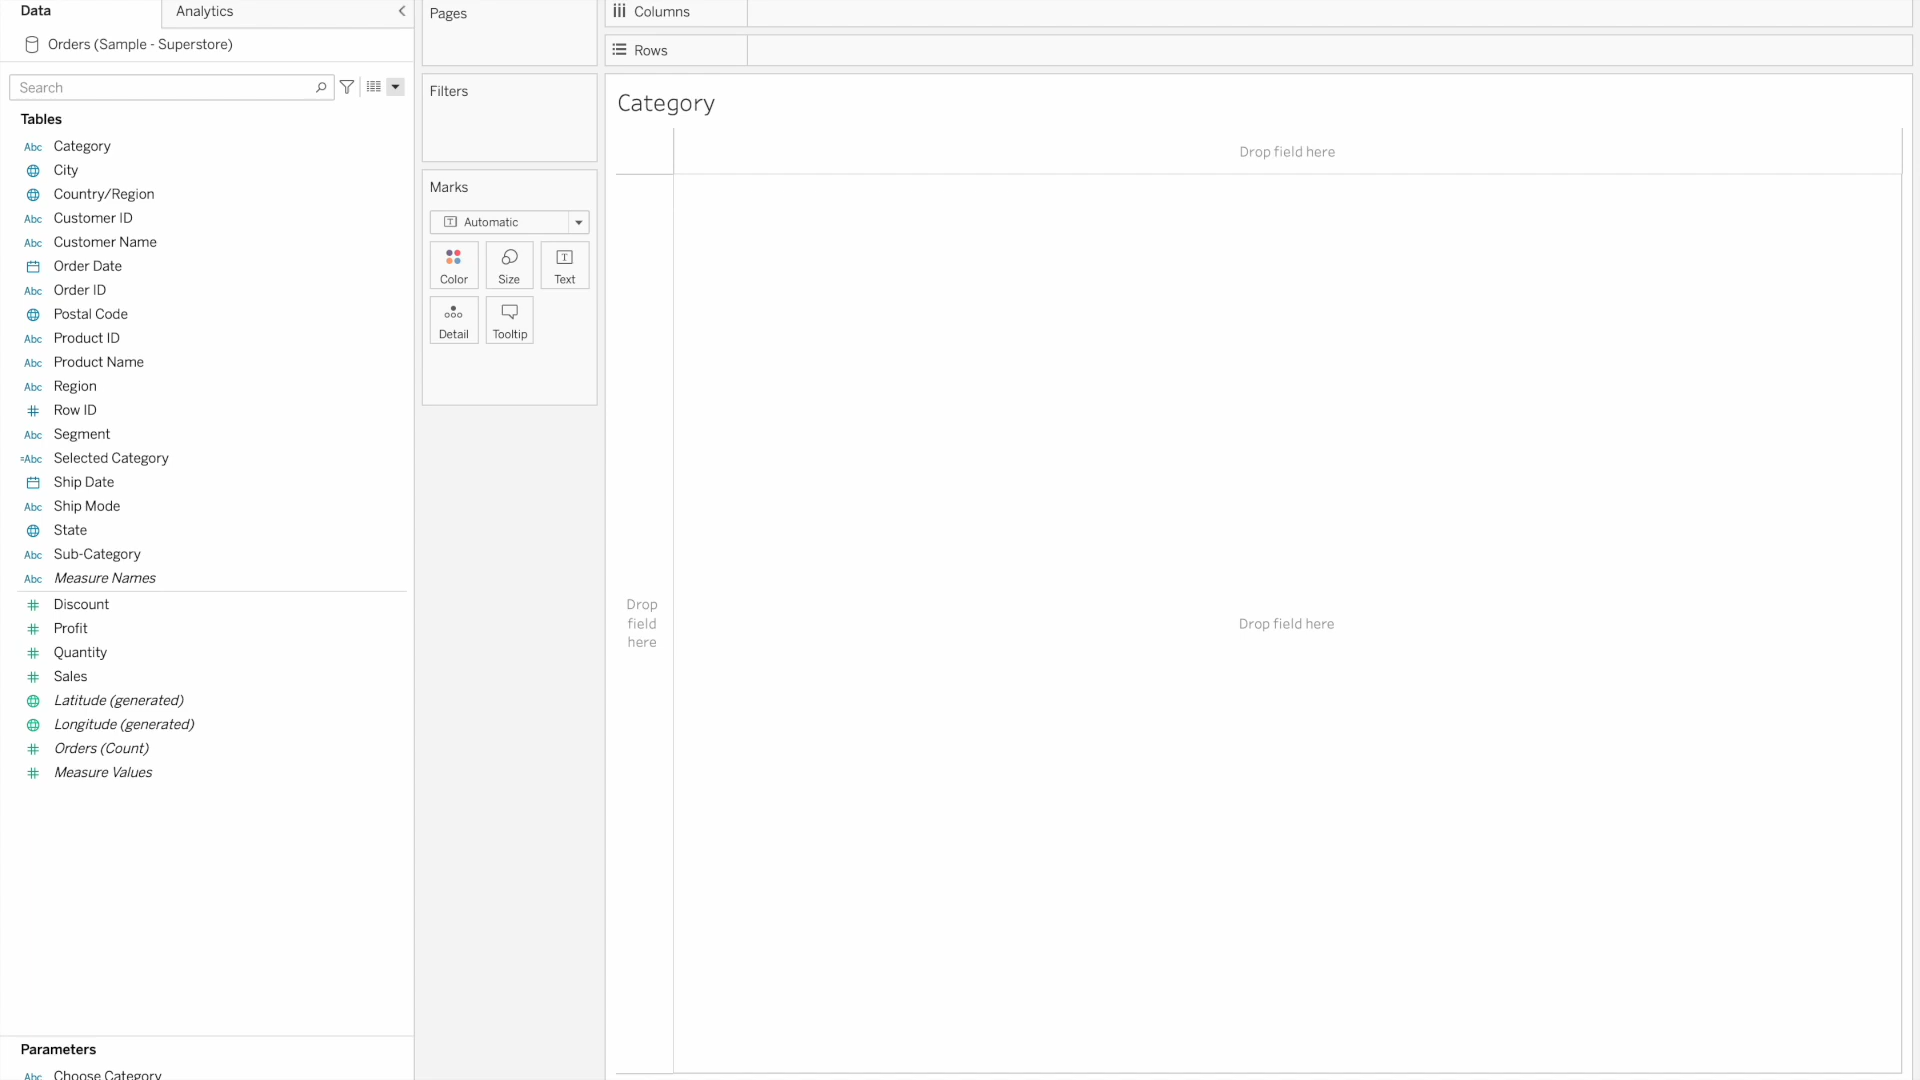 Data
Analytics
Orders (Sample - Superstore)
Search
Tables
Abc Category
City
Country/Region
Abc Customer ID
Abc Customer Name
Order Date
Abc Order ID
Postal Code
Abc Product ID
Abc Product Name
Abc Region
# Row ID
Abc Segment
=Abc Selected Category
Ship Date
Abc Ship Mode
State
Abc Sub-Category
Abc Measure Names
# Discount
# Profit
# Quantity
# Sales
Latitude (generated)
Longitude (generated)
# Orders (Count)
# Measure Values
Parameters
Abc Choose Category
Pages
Filters
Marks
T Automatic
Color
Size
T
Text
Detail
Tooltip
Columns
Rows
Category
Drop field here
Drop
field
here
Drop field here